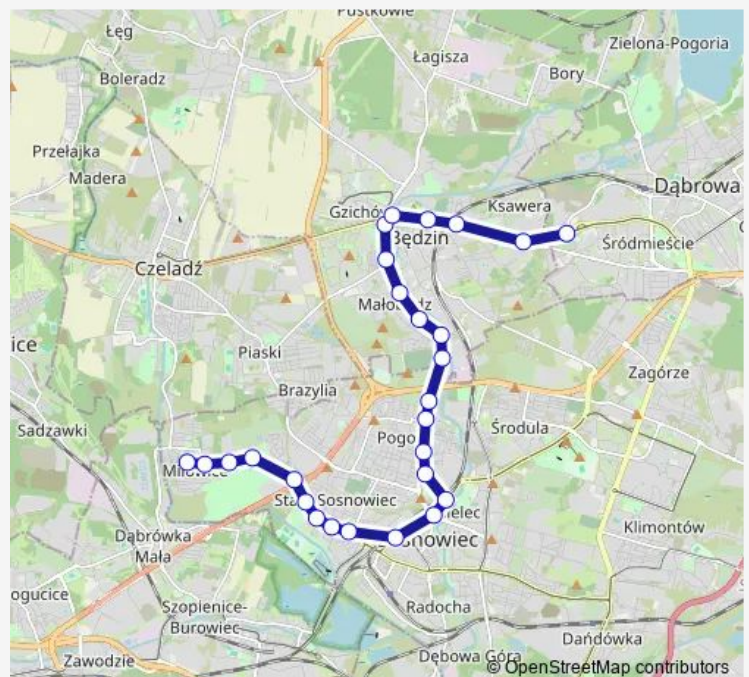 Pustkowie
Łęg
Łagisza
Zielona-Pogoria
Boleradz
Bory
Przełajka
Madera
Dąbrowa
Ksawera
Gzichów
Będzin
Śródmieście
Czeladź
ice
Piaski
Zagórze
Brazylia
Środula
Sadzawki
Pogo
Milowice
Sosnowiec
ielec
Klimontów
Dąbrówka
Mała
ogucice
Szopienice-
Burowiec
Radocha
Dańdówka
Zawodzie
Dębowa Góra
© OpenStreetMap contributors